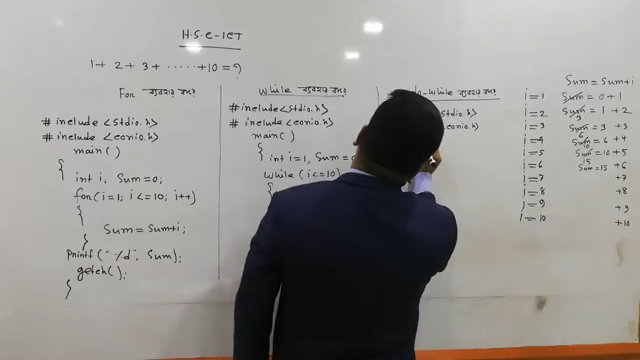 H.S.C-ICT
1+ 2 + 3 + ...... +10 = ?
For ব্যবহার করে
# include <stdio.h>
# include <conio.h>
main()
{
int i, Sum=0;
for(i=1; i<=10; i++)
{
Sum=Sum+i;
}
Printf("%d", Sum);
getch();
}
While ব্যবহার করে
#include<stdio.h>
# include <conio.h>
main()
{
int i=1, Sum=
While (i<=10)
{
-While ব্যবহার করে
stdio.h>
conio.h>
Sum = Sum+i
i=1 Sum = 0+1
i=2 Sum = 1 +2
i=3 Sum = 3 +3
i=4 Sum = 6 +4
i=5 Sum = 10 +5
i=6 Sum = 15 +6
i=7 +7
i=8 +8
i=9 +9
i=10 +10